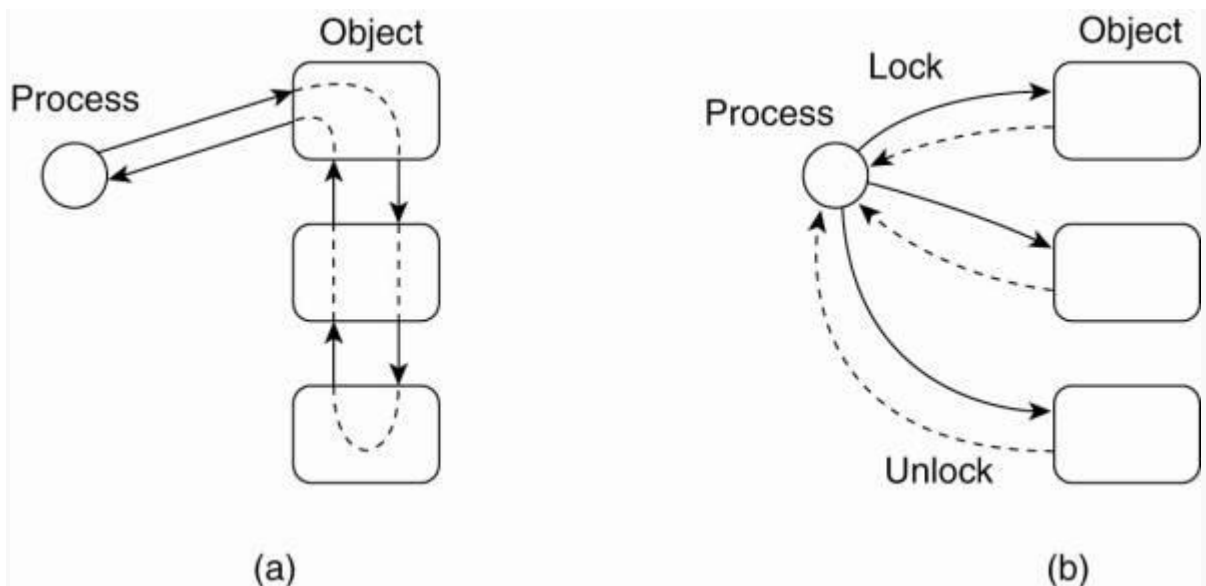 Object
Process
(a)
Object
Lock
Process
Unlock
(b)